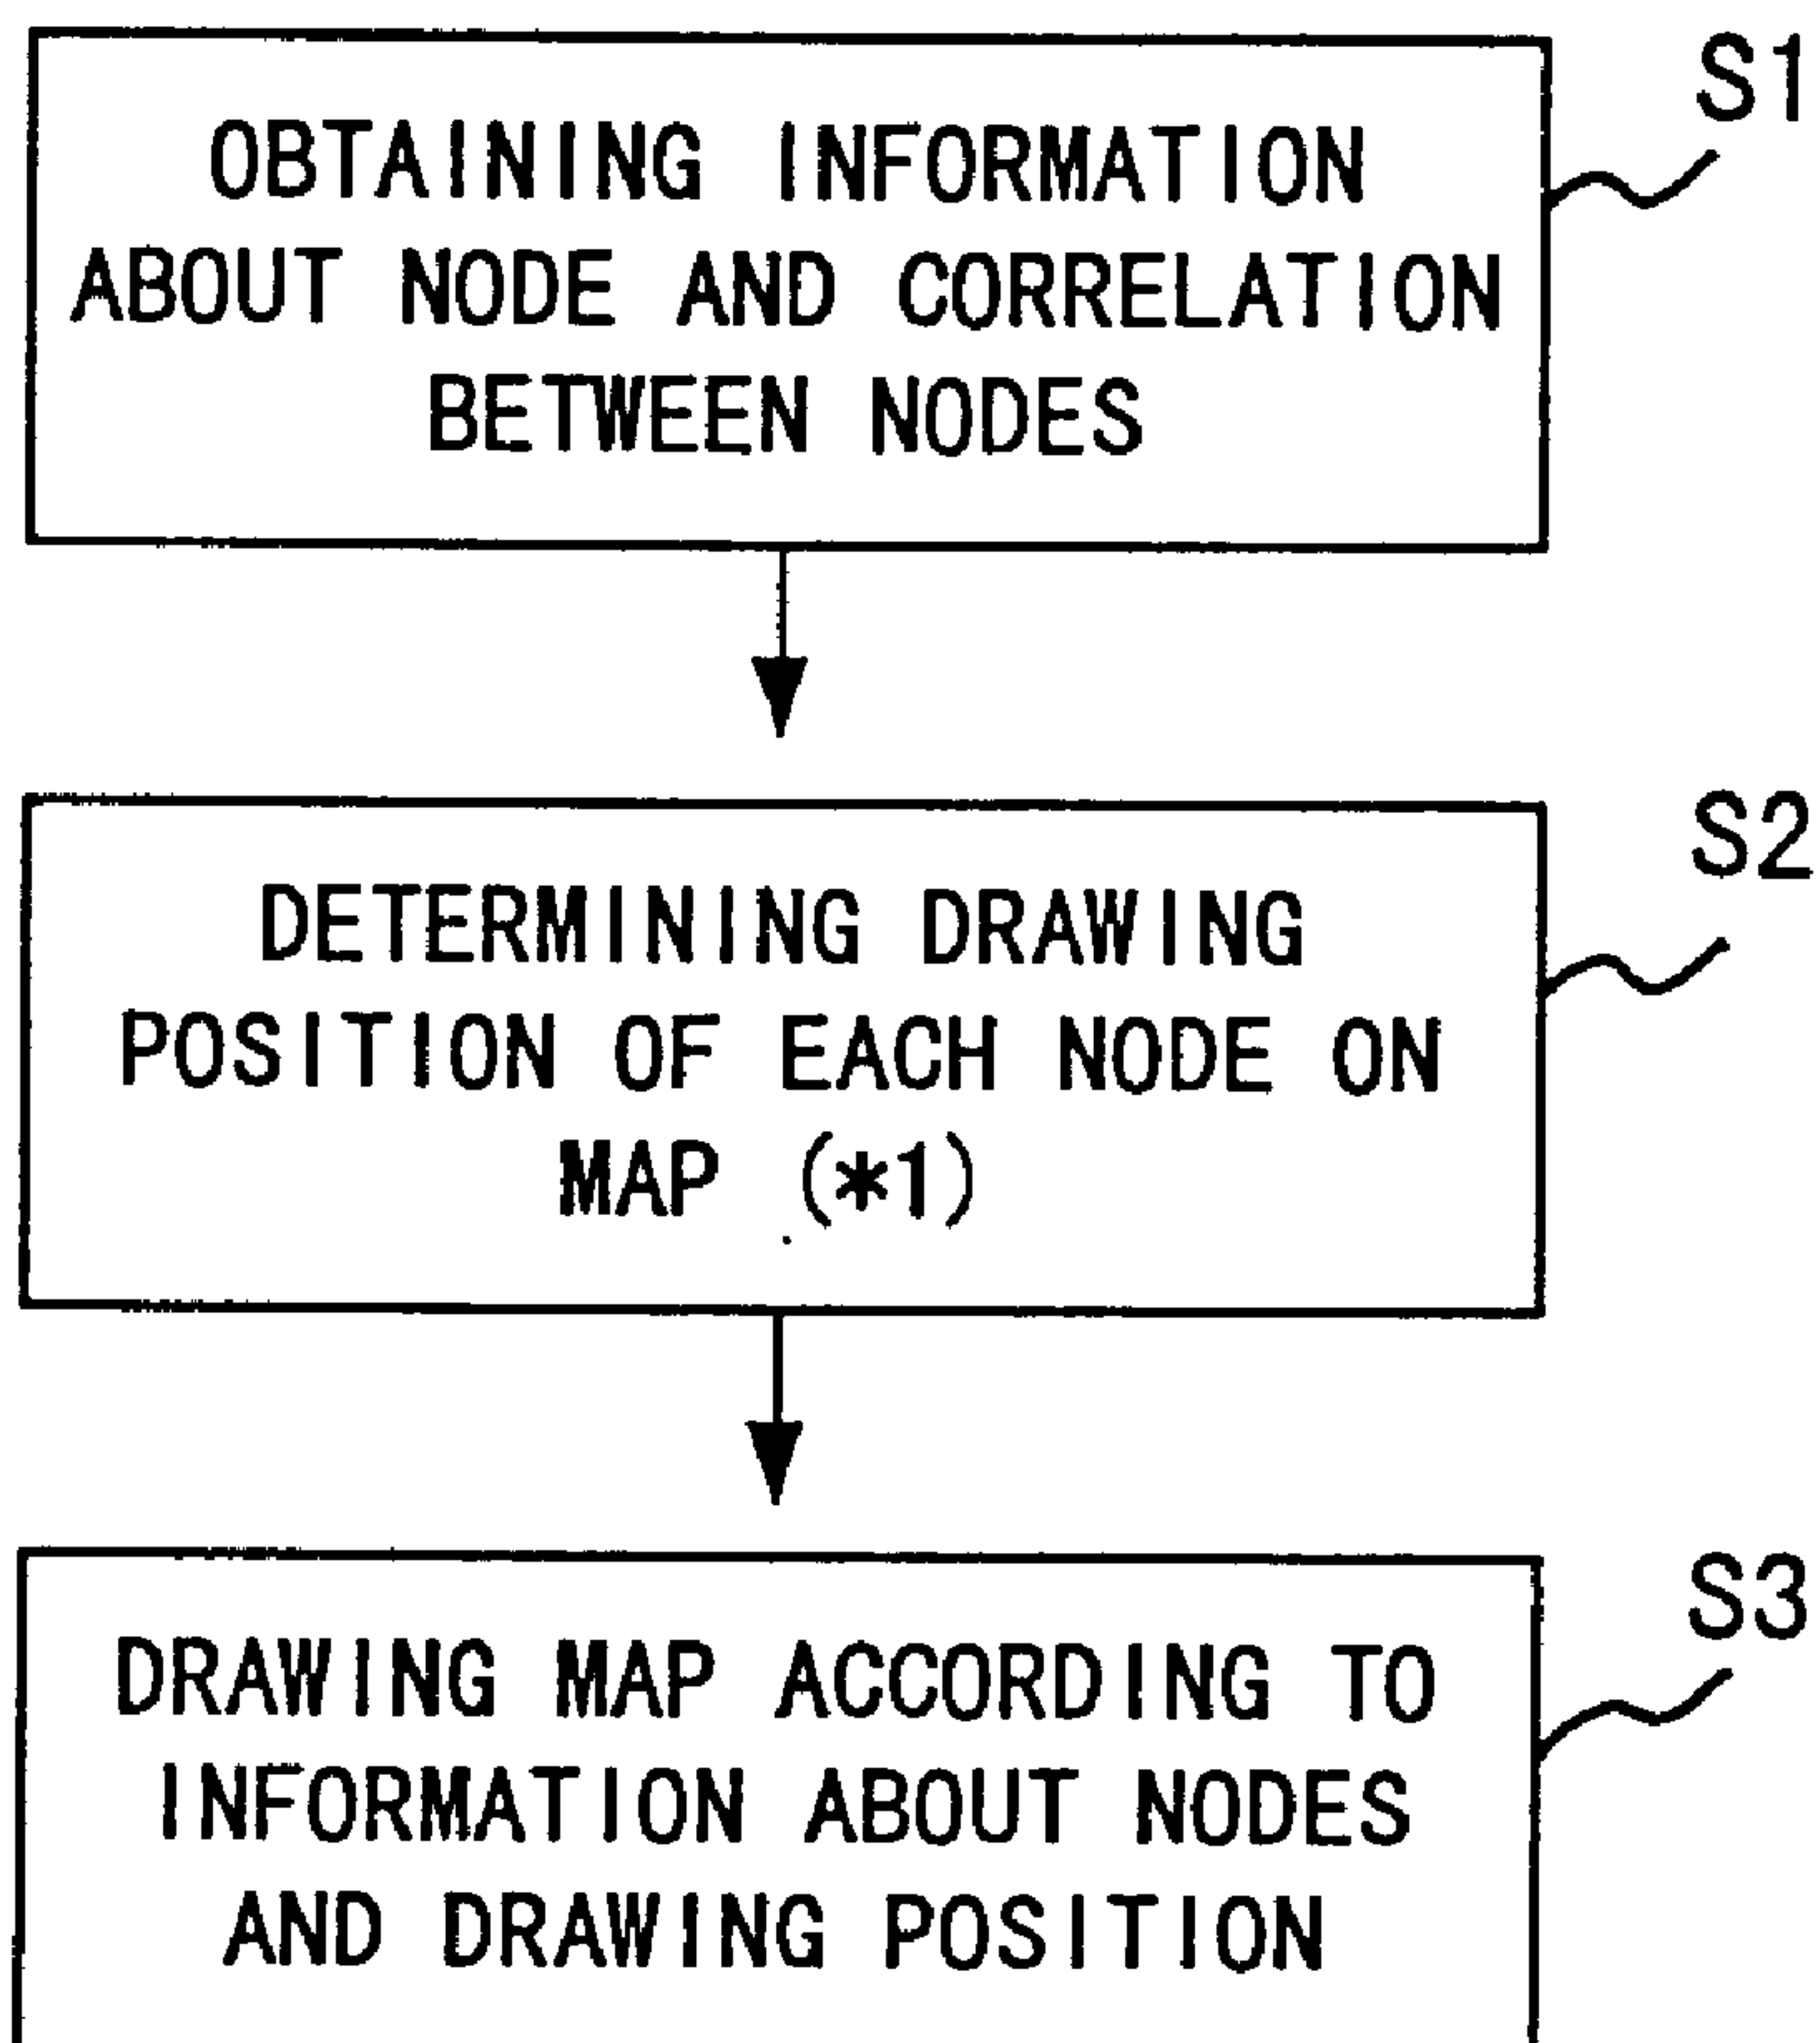 S1
OBTAINING INFORMATION
ABOUT NODE AND CORRELATION
BETWEEN NODES
S2
DETERMINING DRAWING
POSITION OF EACH NODE ON
MAP (*1)
S3
DRAWING MAP ACCORDING TO
INFORMATION ABOUT NODES
AND DRAWING POSITION